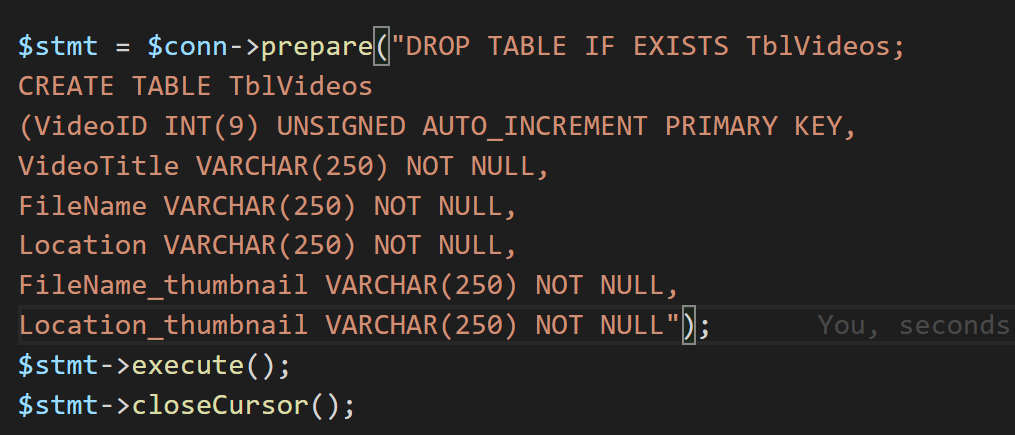 $stmt = $conn->prepare("DROP TABLE IF EXISTS TblVideos;
CREATE TABLE TblVideos
(VideoID INT(9) UNSIGNED AUTO_INCREMENT PRIMARY KEY,
VideoTitle VARCHAR(250) NOT NULL,
FileName VARCHAR(250) NOT NULL,
Location VARCHAR(250) NOT NULL,
FileName_thumbnail VARCHAR(250) NOT NULL,
Location_thumbnail VARCHAR(250) NOT NULL"); You, seconds
$stmt->execute();
$stmt->closeCursor();